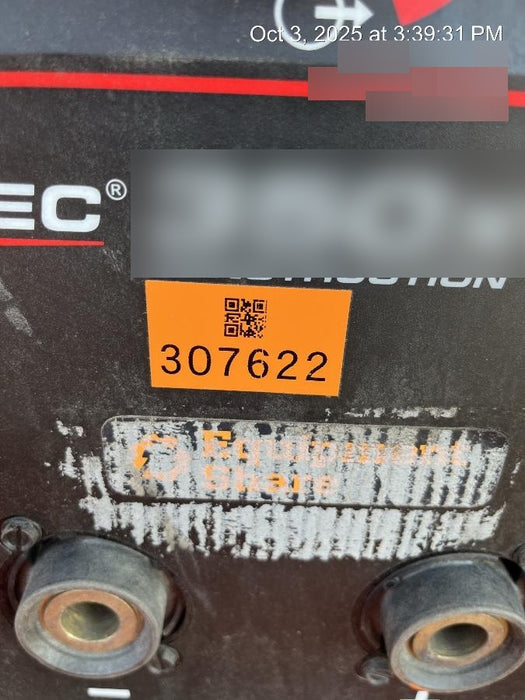 Oct 3, 2025 at 3:39:31 PM
EC®
307622
Equipment
Share